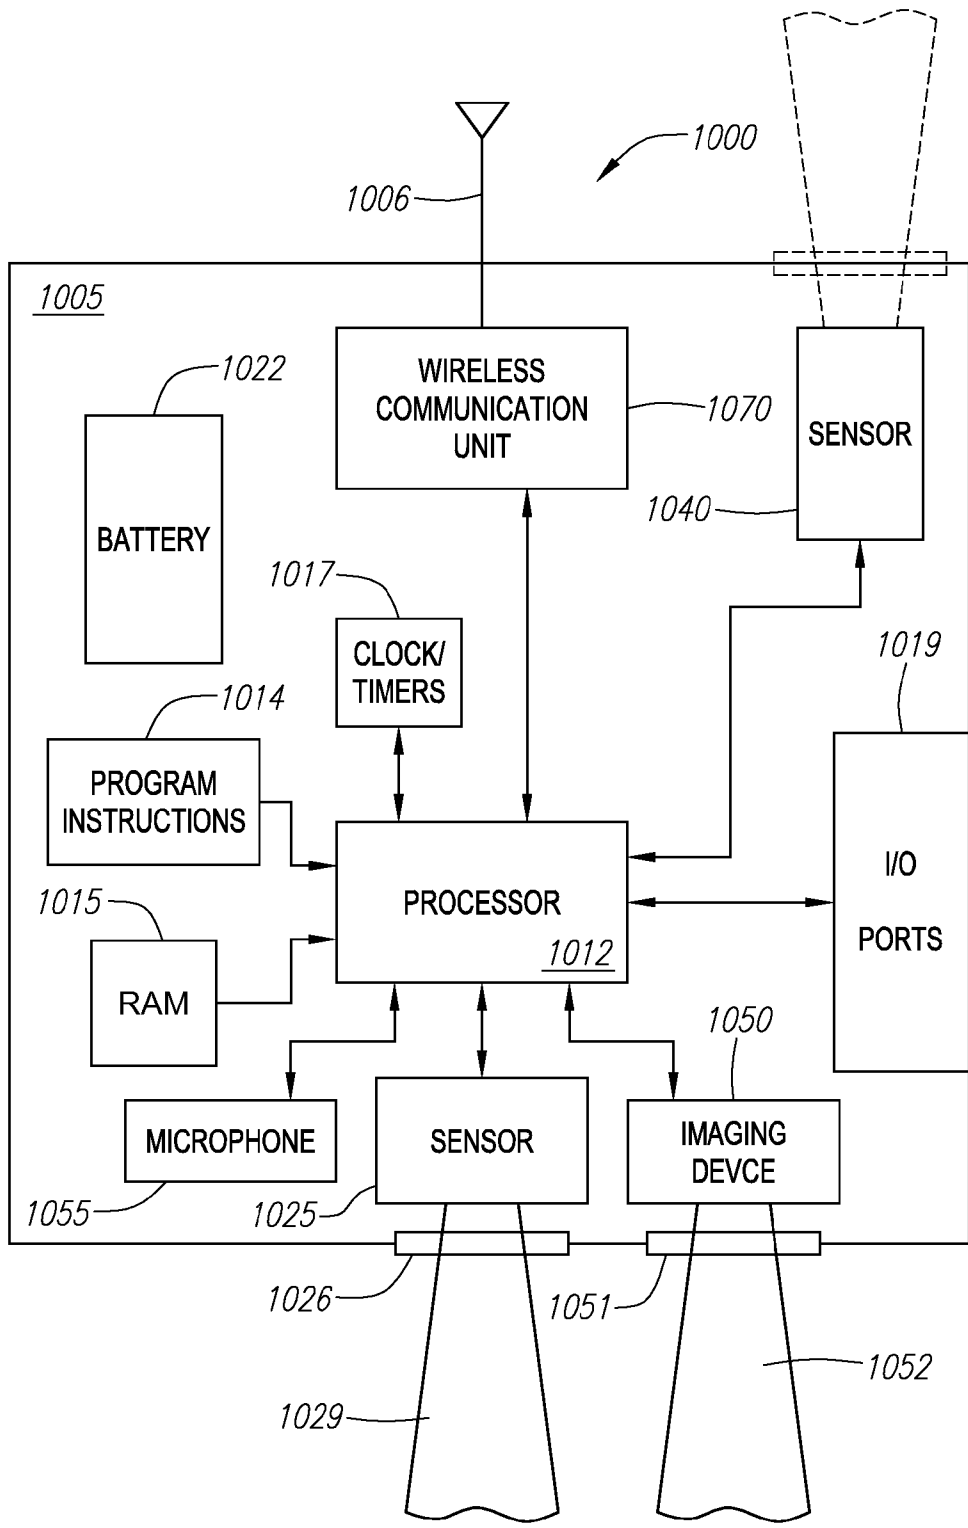 1000
1006
1005
1022
WIRELESS
COMMUNICATION
UNIT
1070
SENSOR
1040
BATTERY
1017
CLOCK/
TIMERS
1019
1014
PROGRAM
INSTRUCTIONS
I/O
PORTS
PROCESSOR
1012
1015
RAM
1050
MICROPHONE
1055
SENSOR
1025
IMAGING
DEVCE
1026
1051
1052
1029